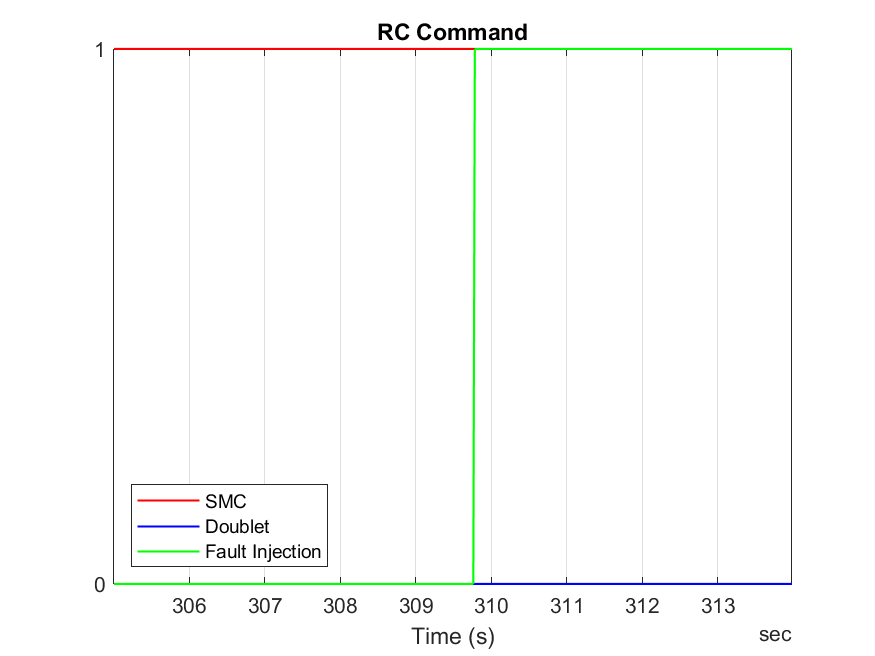 RC Command
1
0
SMC
Doublet
Fault Injection
306 307 308 309 310 311 312 313
Time (s)
sec